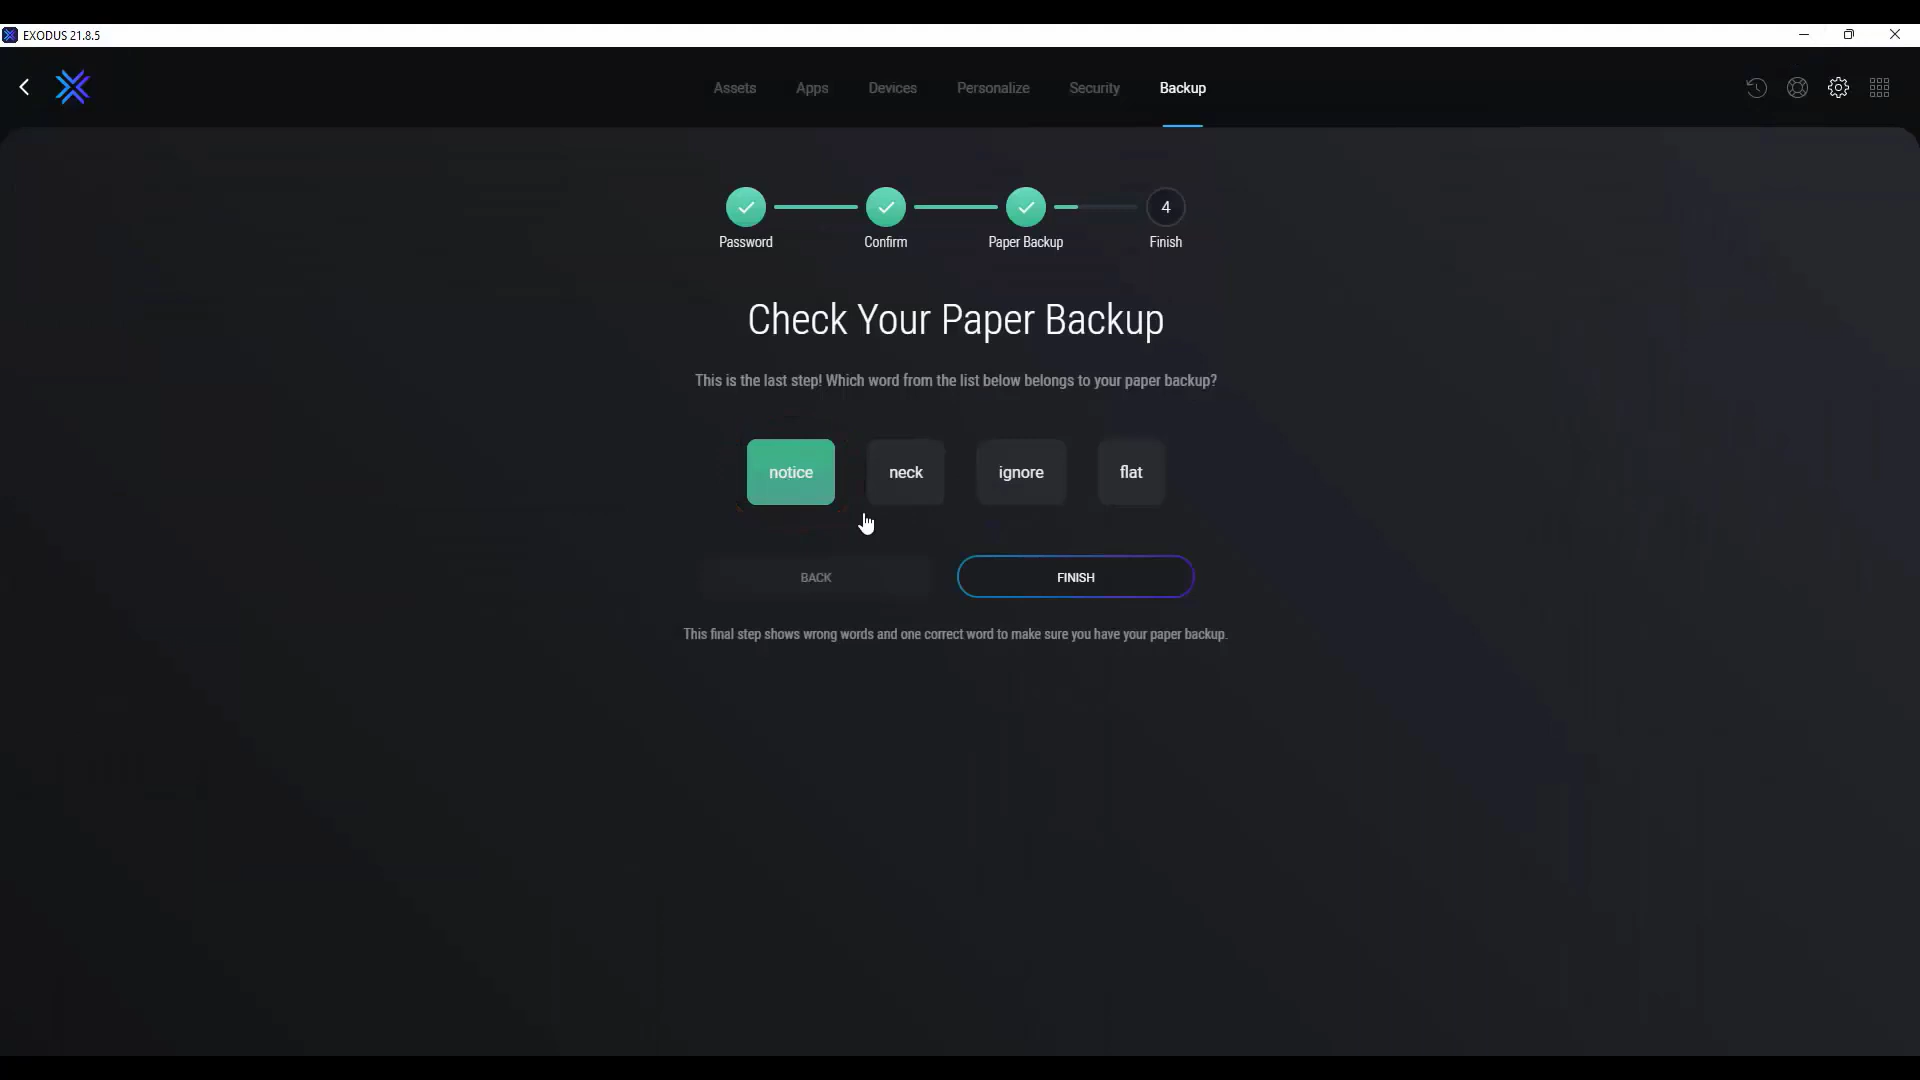 EXODUS 21.8.5
Assets Apps Devices Personalize Security Backup
4
Password Confirm Paper Backup Finish
Check Your Paper Backup
This is the last step! Which word from the list below belongs to your paper backup?
notice neck ignore flat
BACK FINISH
This final step shows wrong words and one correct word to make sure you have your paper backup.